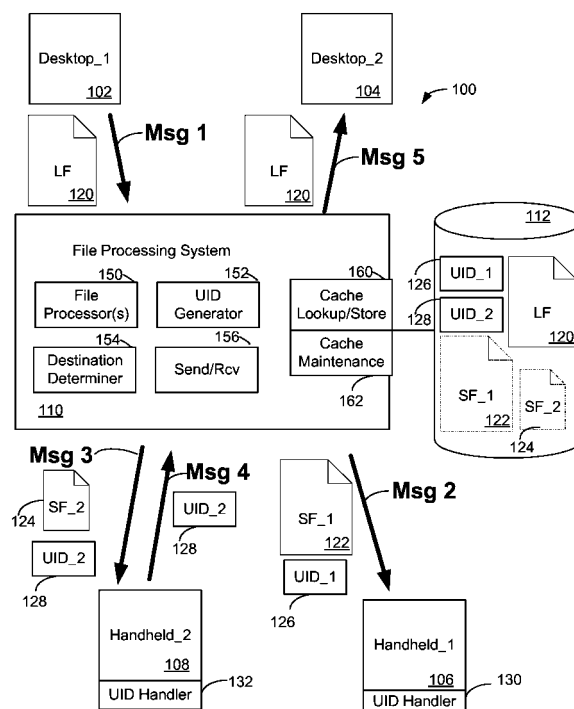 Desktop_1
102
Desktop_2
104
100
Msg 1
LF
120
LF
120
Msg 5
112
File Processing System
126
UID_1
150
152
160
File
Processor(s)
UID
Generator
Cache
Lookup/Store
128
UID_2
LF
120
154
156
Destination
Determiner
Send/Rcv
Cache
Maintenance
SF_1
122
SF_2
124
110
162
Msg 3
Msg 4
Msg 2
124
SF_2
UID_2
128
SF_1
122
UID_2
128
UID_1
126
Handheld_2
108
UID Handler
132
Handheld_1
106
UID Handler
130